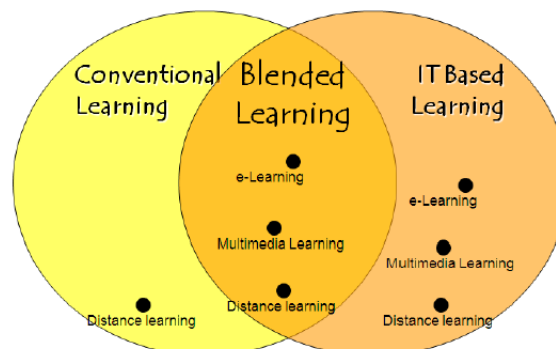 Conventional
Learning
Blended
Learning
IT Based
Learning
e-Learning
e-Learning
Multimedia Learning
Multimedia Learning
Distance learning
Distance learning
Distance learning